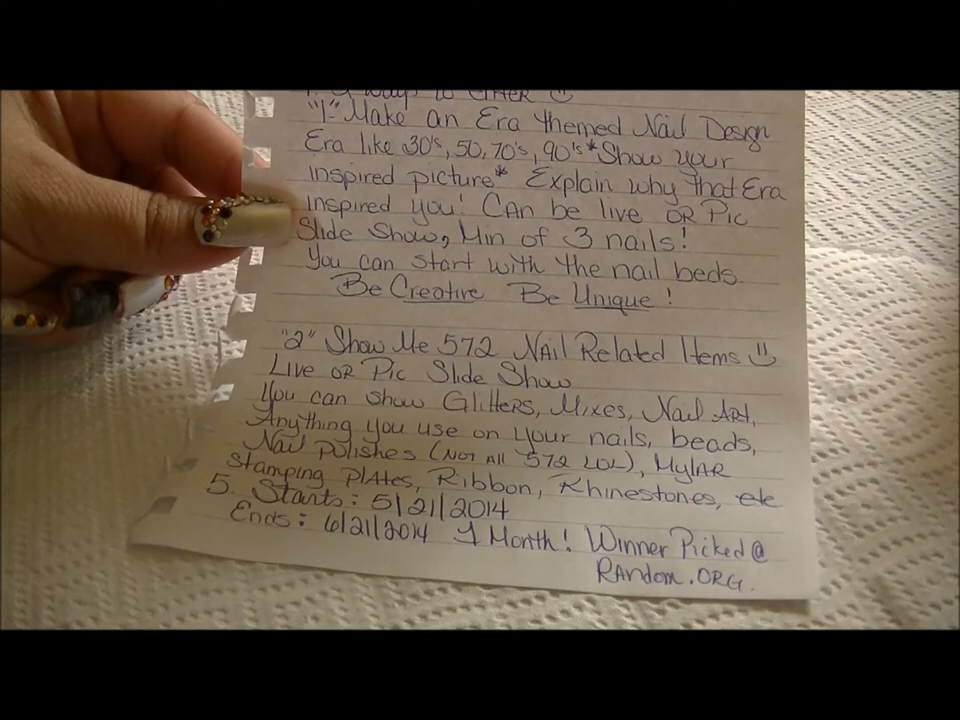 Ways to Enter ☺
"1" Make an Era themed Nail Design
Era like 30's, 50, 70's, 90's *Show your
inspired picture* Explain why that Era
inspired you! Can be live OR Pic
Slide Show, Min of 3 nails!
You can start with the nail beds.
Be Creative Be Unique!
"2" Show Me 572 Nail Related Items ☺
Live OR Pic Slide Show
You can show Glitters, Mixes, Nail Art,
Anything you use on your nails, beads,
Nail polishes (Not All 572 LOL), Mylar
Stamping Plates, Ribbon, Rhinestones, etc
5. Starts: 5/21/2014
Ends: 6/21/2014 1 Month! Winner Picked @
Random.ORG.